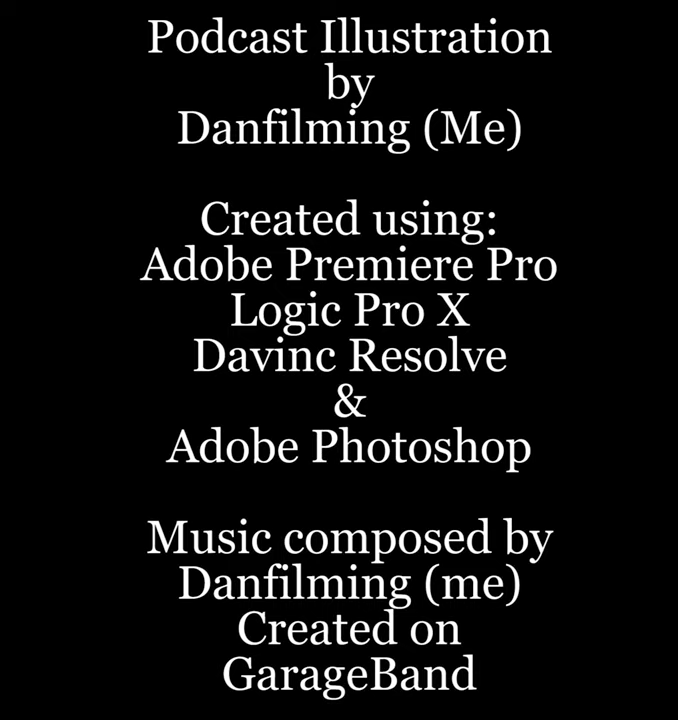 Podcast Illustration
by
Danfilming (Me)
Created using:
Adobe Premiere Pro
Logic Pro X
Davinc Resolve
&
Adobe Photoshop
Music composed by
Danfilming (me)
Created on
GarageBand